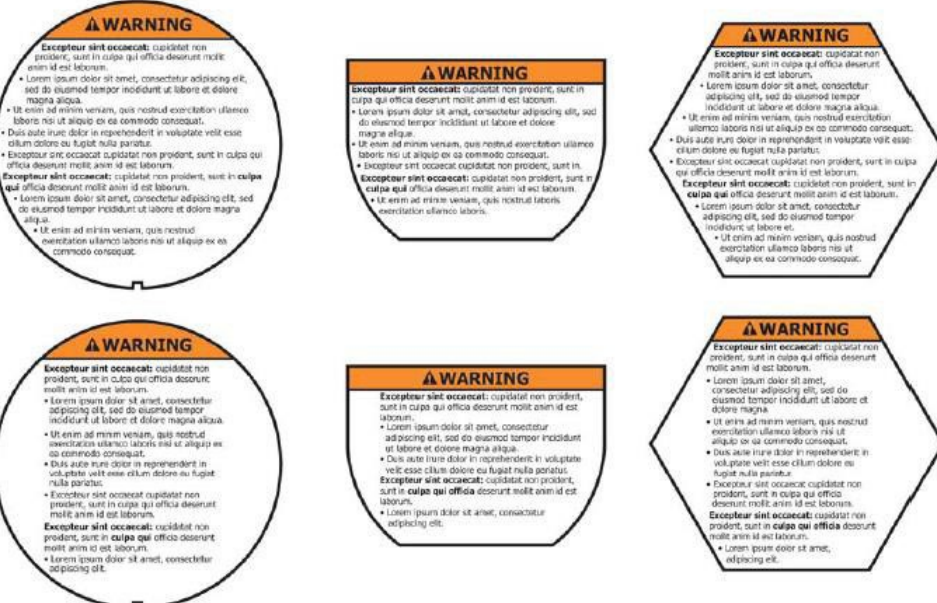 WARNING
Excepteur sint occaecat: cupidatat non
proident, sunt in culpa qui officia deserunt mollit
anim id est laborum.
• Lorem ipsum dolor sit amet, consectetur adipiscing elit,
sed do eiusmod tempor incididunt ut labore et dolore
magna aliqua.
• Ut enim ad minim veniam, quis nostrud exercitation ullamco
laboris nisi ut aliquip ex ea commodo consequat.
• Duis aute irure dolor in reprehenderit in voluptate velit esse
cillum dolore eu fugiat nulla pariatur.
• Excepteur sint occaecat cupidatat non proident, sunt in culpa qui
officia deserunt mollit anim id est laborum.
Excepteur sint occaecat: cupidatat non proident, sunt in culpa
qui officia deserunt mollit anim id est laborum.
• Lorem ipsum dolor sit amet, consectetur adipiscing elit, sed
do eiusmod tempor incididunt ut labore et dolore magna
aliqua.
• Ut enim ad minim veniam, quis nostrud
exercitation ullamco laboris nisi ut aliquip ex ea
commodo consequat.
WARNING
Excepteur sint occaecat: cupidatat non proident, sunt in
culpa qui officia deserunt mollit anim id est laborum.
• Lorem ipsum dolor sit amet, consectetur adipiscing elit, sed
do eiusmod tempor incididunt ut labore et dolore
magna aliqua.
• Ut enim ad minim veniam, quis nostrud exercitation ullamco
laboris nisi ut aliquip ex ea commodo consequat.
• Excepteur sint occaecat cupidatat non proident, sunt in.
Excepteur sint occaecat: cupidatat non proident, sunt in
culpa qui officia deserunt mollit anim id est laborum.
• Ut enim ad minim veniam, quis nostrud laboris
exercitation ullamco laboris.
WARNING
Excepteur sint occaecat: cupidatat non
proident, sunt in culpa qui officia deserunt
mollit anim id est laborum.
• Lorem ipsum dolor sit amet, consectetur
adipiscing elit, sed do eiusmod tempor
incididunt ut labore et dolore magna aliqua.
• Ut enim ad minim veniam, quis nostrud exercitation
ullamco laboris nisi ut aliquip ex ea commodo consequat.
• Duis aute irure dolor in reprehenderit in voluptate velit esse
cillum dolore eu fugiat nulla pariatur.
• Excepteur sint occaecat cupidatat non proident, sunt in culpa
qui officia deserunt mollit anim id est laborum.
Excepteur sint occaecat: cupidatat non proident, sunt in
culpa qui officia deserunt mollit anim id est laborum.
• Lorem ipsum dolor sit amet, consectetur
adipiscing elit, sed do eiusmod tempor
incididunt ut labore et.
• Ut enim ad minim veniam, quis nostrud
exercitation ullamco laboris nisi ut
aliquip ex ea commodo consequat.
WARNING
Excepteur sint occaecat: cupidatat non
proident, sunt in culpa qui officia deserunt
mollit anim id est laborum.
• Lorem ipsum dolor sit amet, consectetur
adipiscing elit, sed do eiusmod tempor
incididunt ut labore et dolore magna aliqua.
• Ut enim ad minim veniam, quis nostrud
exercitation ullamco laboris nisi ut aliquip ex
ea commodo consequat.
• Duis aute irure dolor in reprehenderit in
voluptate velit esse cillum dolore eu fugiat
nulla pariatur.
• Excepteur sint occaecat cupidatat non
proident, sunt in culpa qui officia deserunt
mollit anim id est laborum.
Excepteur sint occaecat: cupidatat non
proident, sunt in culpa qui officia deserunt
mollit anim id est laborum.
• Lorem ipsum dolor sit amet, consectetur
adipiscing elit.
WARNING
Excepteur sint occaecat: cupidatat non proident,
sunt in culpa qui officia deserunt mollit anim id est
laborum.
• Lorem ipsum dolor sit amet, consectetur
adipiscing elit, sed do eiusmod tempor incididunt
ut labore et dolore magna aliqua.
• Duis aute irure dolor in reprehenderit in voluptate
velit esse cillum dolore eu fugiat nulla pariatur.
Excepteur sint occaecat: cupidatat non proident,
sunt in culpa qui officia deserunt mollit anim id est
laborum.
• Lorem ipsum dolor sit amet, consectetur
adipiscing elit.
WARNING
Excepteur sint occaecat: cupidatat non
proident, sunt in culpa qui officia deserunt
mollit anim id est laborum.
• Lorem ipsum dolor sit amet,
consectetur adipiscing elit, sed do
eiusmod tempor incididunt ut labore et
dolore magna
• Ut enim ad minim veniam, quis nostrud
exercitation ullamco laboris nisi ut
aliquip ex ea commodo consequat.
• Duis aute irure dolor in reprehenderit in
voluptate velit esse cillum dolore eu
fugiat nulla pariatur.
• Excepteur sint occaecat cupidatat non
proident, sunt in culpa qui officia
deserunt mollit anim id est laborum.
Excepteur sint occaecat: cupidatat non
proident, sunt in culpa qui officia deserunt
mollit anim id est laborum.
• Lorem ipsum dolor sit amet,
adipiscing elit.